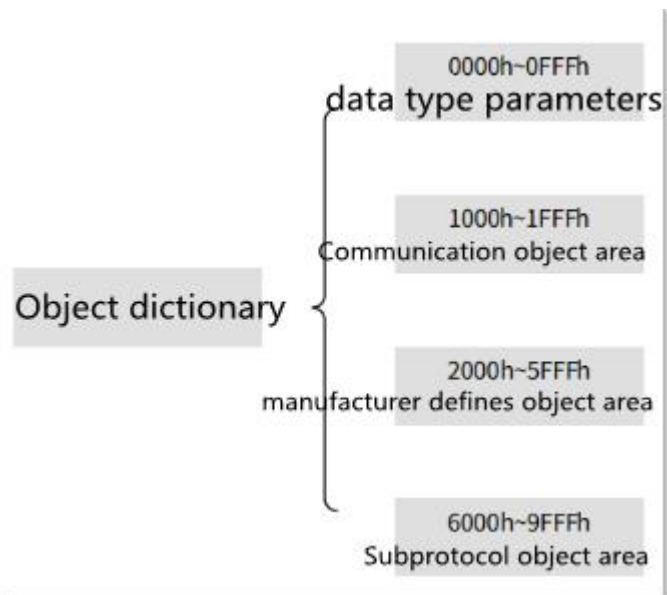 0000h~0FFFh
data type parameters
1000h~1FFFh
Communication object area
Object dictionary
2000h~5FFFh
manufacturer defines object area
6000h~9FFFh
Subprotocol object area